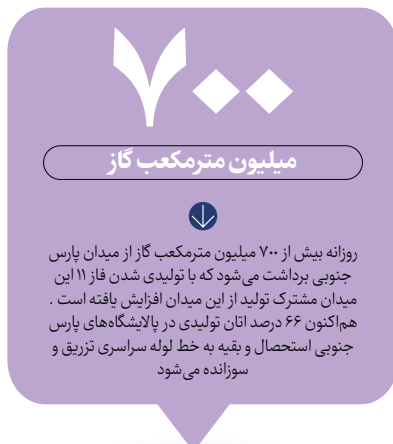 ۷۰۰
میلیون مترمکعب گاز
روزانه بیش از ۷۰۰ میلیون مترمکعب گاز از میدان پارس
جنوبی برداشت می‌شود که با تولیدی شدن فاز ۱۱ این
میدان مشترک تولید از این میدان افزایش یافته است .
هم‌اکنون ۶۶ درصد اتان تولیدی در پالایشگاه‌های پارس
جنوبی استحصال و بقیه به خط لوله سراسری تزریق و
سوزانده می‌شود